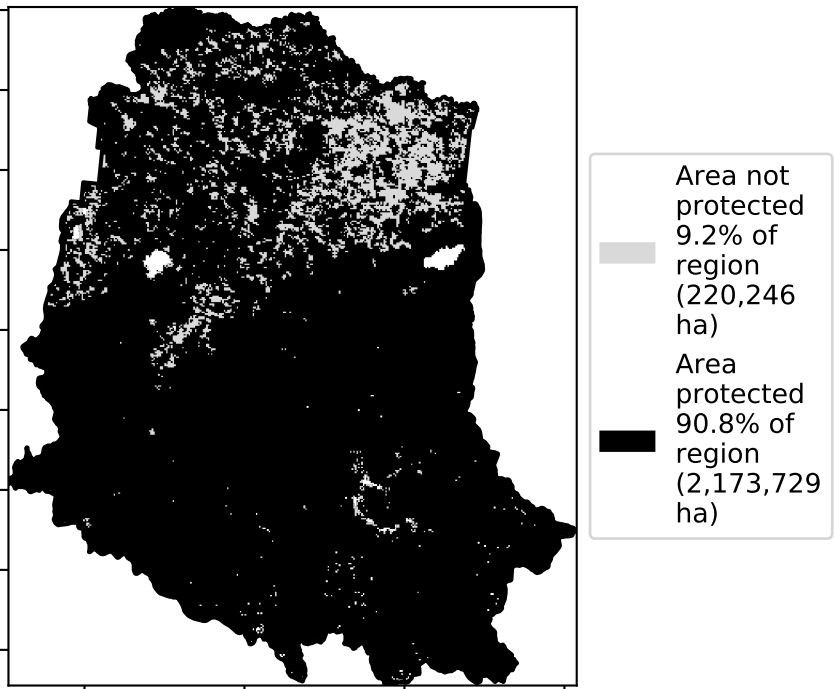 Area not
protected
9.2% of
region
(220,246
ha)
Area
protected
90.8% of
region
(2,173,729
ha)